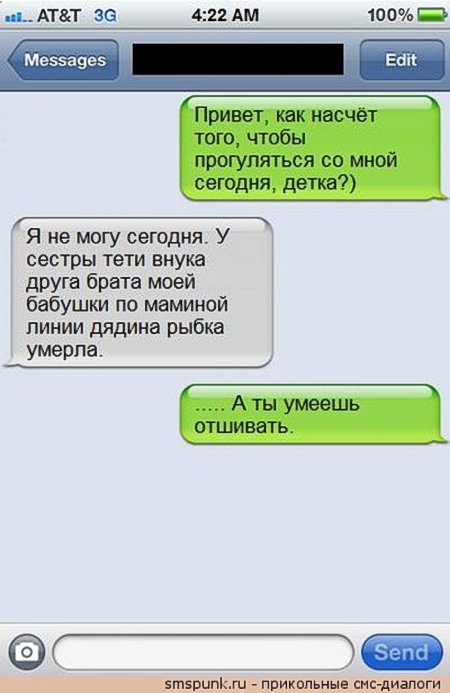 AT&T 3G 4:22 AM 100%
Messages Edit
Привет, как насчёт
того, чтобы
прогуляться со мной
сегодня, детка?)
Я не могу сегодня. У
сестры тети внука
друга брата моей
бабушки по маминой
линии дядина рыбка
умерла.
..... А ты умеешь
отшивать.
Send
smspunk.ru - прикольные смс-диалоги